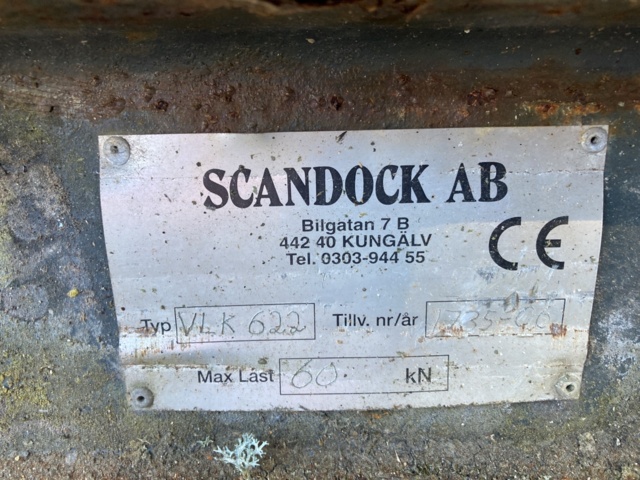 SCANDOCK AB
Bilgatan 7 B
442 40 KUNGÄLV
Tel. 0303-944 55
CE
Typ VLK 622 Tillv. nr/år
Max Låst 60 kN